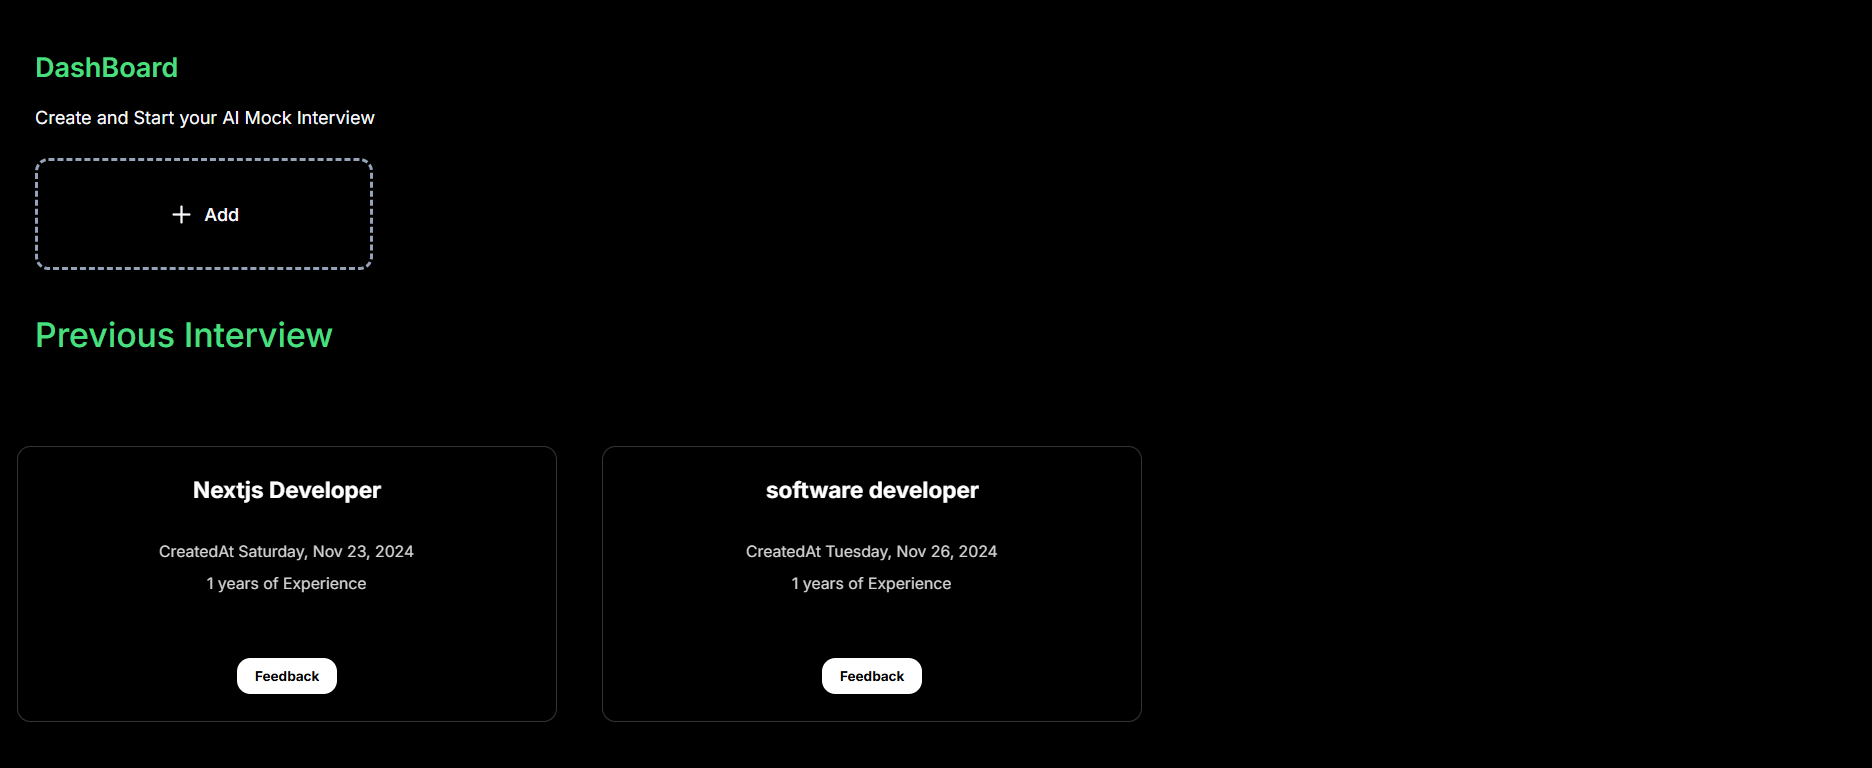 DashBoard
Create and Start your AI Mock Interview
+ Add
Previous Interview
Nextjs Developer
CreatedAt Saturday, Nov 23, 2024
1 years of Experience
Feedback
software developer
CreatedAt Tuesday, Nov 26, 2024
1 years of Experience
Feedback